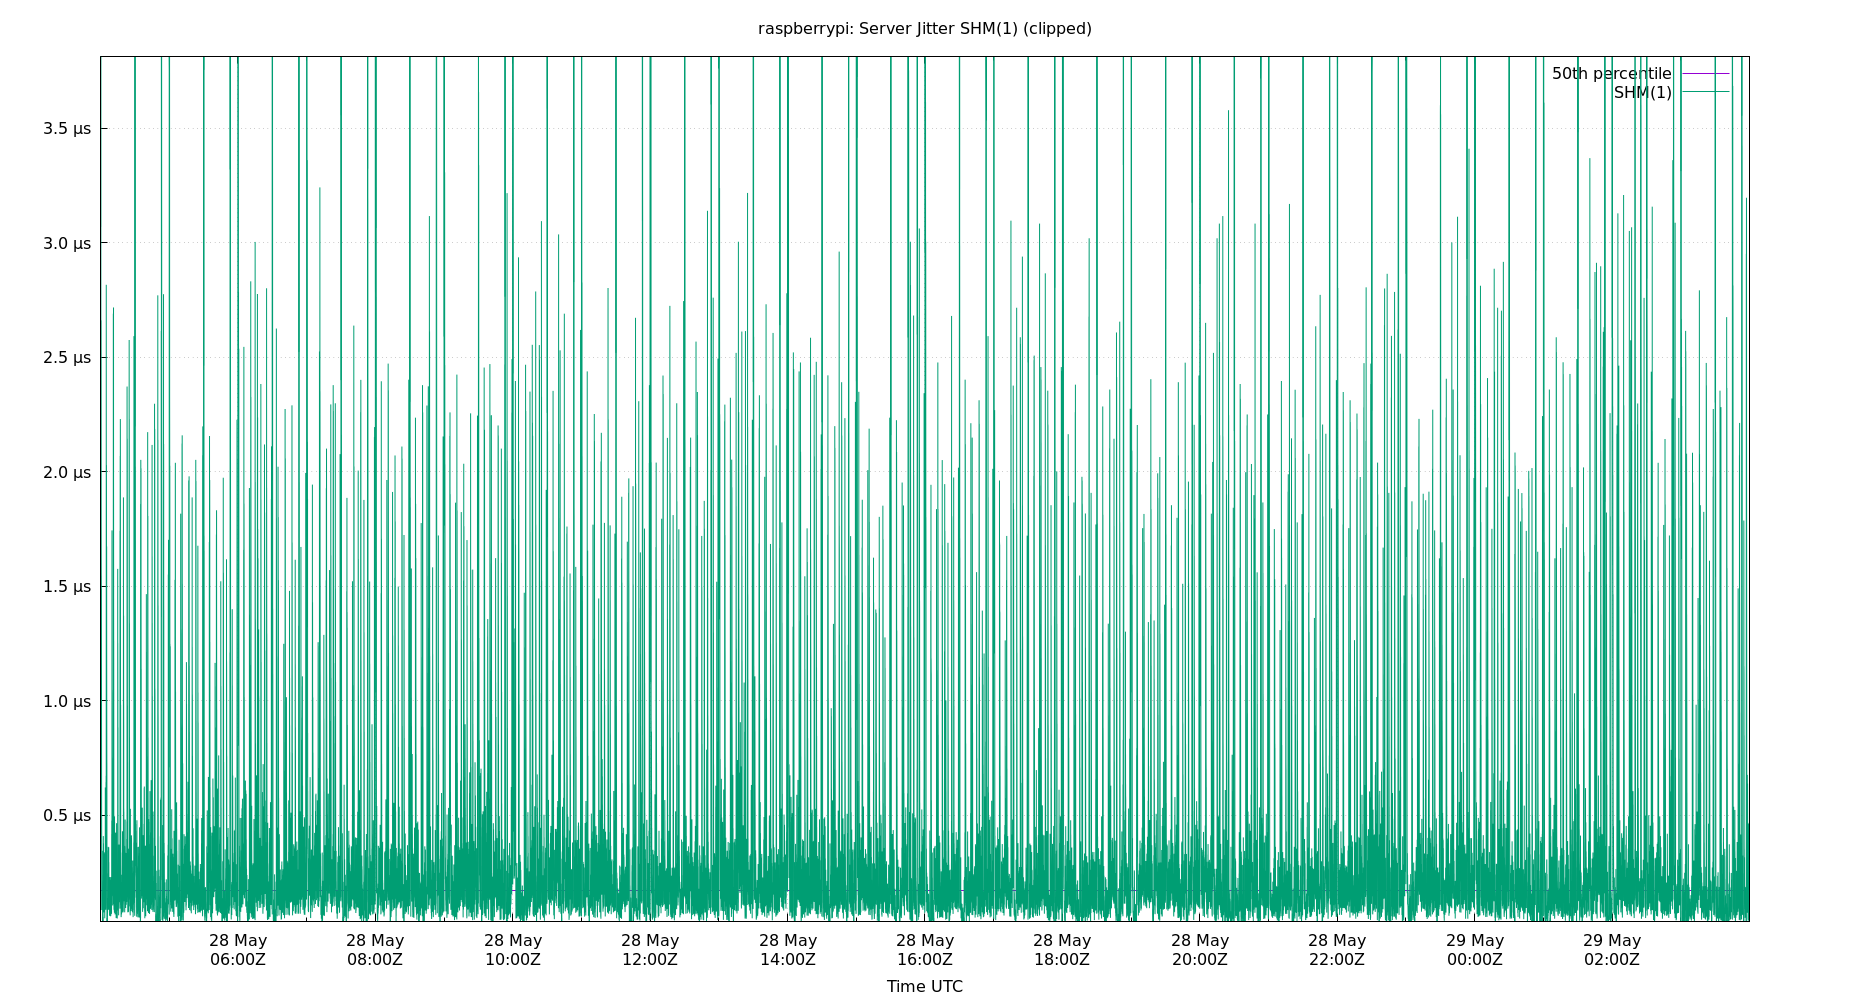 raspberrypi: Server Jitter SHM(1) (clipped)
50th percentile
SHM(1)
3.5 µs
3.0 µs
2.5 µs
2.0 µs
1.5 µs
1.0 µs
0.5 µs
28 May 28 May 28 May 28 May 28 May 28 May 28 May 28 May 28 May 29 May 29 May
06:00Z 08:00Z 10:00Z 12:00Z 14:00Z 16:00Z 18:00Z 20:00Z 22:00Z 00:00Z 02:00Z
Time UTC